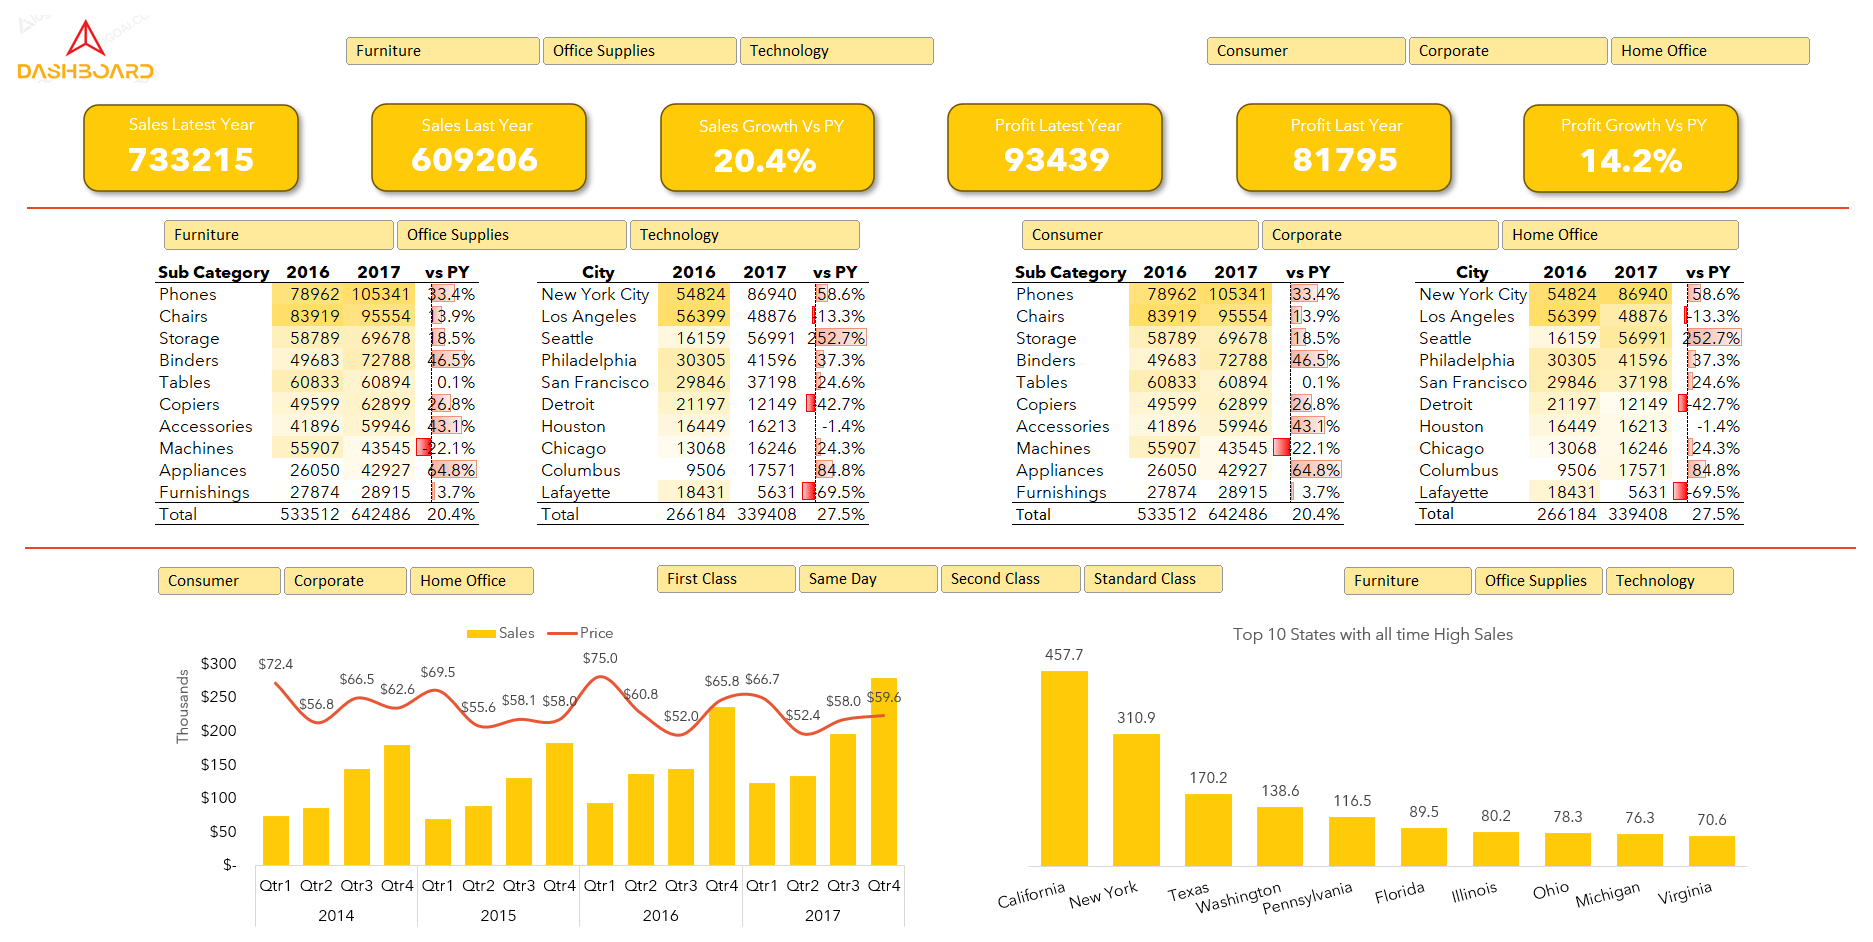 DASHBOARD
Furniture Office Supplies Technology
Consumer Corporate Home Office
Sales Latest Year
733215
Sales Last Year
609206
Sales Growth Vs PY
20.4%
Profit Latest Year
93439
Profit Last Year
81795
Profit Growth Vs PY
14.2%
Furniture Office Supplies Technology
Sub Category 2016 2017 vs PY
Phones 78962 105341 33.4%
Chairs 83919 95554 13.9%
Storage 58789 69678 18.5%
Binders 49683 72788 46.5%
Tables 60833 60894 0.1%
Copiers 49599 62899 26.8%
Accessories 41896 59946 43.1%
Machines 55907 43545 -22.1%
Appliances 26050 42927 64.8%
Furnishings 27874 28915 3.7%
Total 533512 642486 20.4%
City 2016 2017 vs PY
New York City 54824 86940 58.6%
Los Angeles 56399 48876 -13.3%
Seattle 16159 56991 252.7%
Philadelphia 30305 41596 37.3%
San Francisco 29846 37198 24.6%
Detroit 21197 12149 -42.7%
Houston 16449 16213 -1.4%
Chicago 13068 16246 24.3%
Columbus 9506 17571 84.8%
Lafayette 18431 5631 -69.5%
Total 266184 339408 27.5%
Consumer Corporate Home Office
Sub Category 2016 2017 vs PY
Phones 78962 105341 33.4%
Chairs 83919 95554 13.9%
Storage 58789 69678 18.5%
Binders 49683 72788 46.5%
Tables 60833 60894 0.1%
Copiers 49599 62899 26.8%
Accessories 41896 59946 43.1%
Machines 55907 43545 -22.1%
Appliances 26050 42927 64.8%
Furnishings 27874 28915 3.7%
Total 533512 642486 20.4%
City 2016 2017 vs PY
New York City 54824 86940 58.6%
Los Angeles 56399 48876 -13.3%
Seattle 16159 56991 252.7%
Philadelphia 30305 41596 37.3%
San Francisco 29846 37198 24.6%
Detroit 21197 12149 -42.7%
Houston 16449 16213 -1.4%
Chicago 13068 16246 24.3%
Columbus 9506 17571 84.8%
Lafayette 18431 5631 -69.5%
Total 266184 339408 27.5%
Consumer Corporate Home Office
First Class Same Day Second Class Standard Class
Furniture Office Supplies Technology
Sales Price
Thousands
$300
$250
$200
$150
$100
$50
$-
$72.4 $56.8 $66.5 $62.6 $69.5 $55.6 $58.1 $58.0 $75.0 $60.8 $52.0 $65.8 $66.7 $52.4 $58.0 $59.6
Qtr1 Qtr2 Qtr3 Qtr4 Qtr1 Qtr2 Qtr3 Qtr4 Qtr1 Qtr2 Qtr3 Qtr4 Qtr1 Qtr2 Qtr3 Qtr4
2014 2015 2016 2017
Top 10 States with all time High Sales
457.7 310.9 170.2 138.6 116.5 89.5 80.2 78.3 76.3 70.6
California New York Texas Washington Pennsylvania Florida Illinois Ohio Michigan Virginia